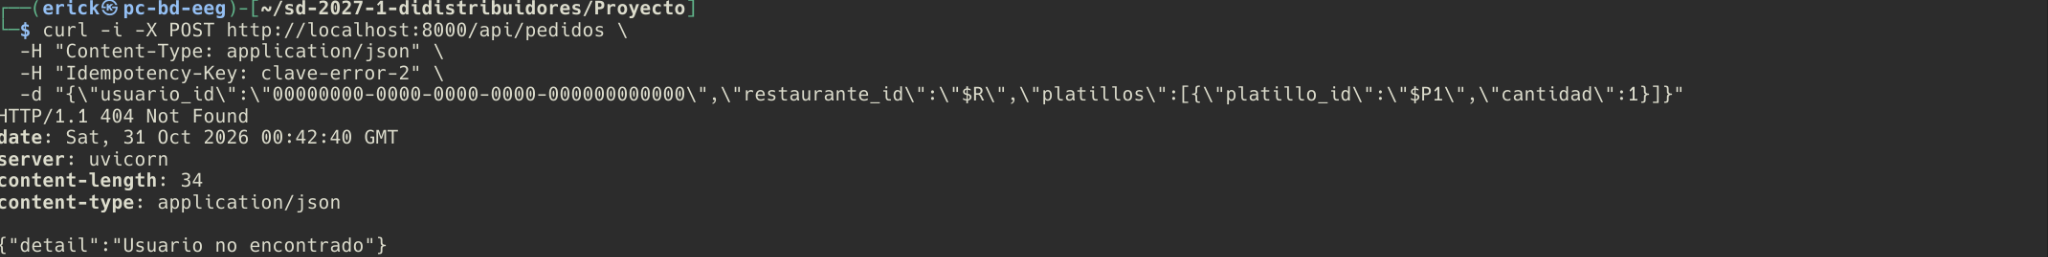 ┌──(erick㉿pc-bd-eeg)-[~/sd-2027-1-didistribuidores/Proyecto]
└─$ curl -i -X POST http://localhost:8000/api/pedidos \
  -H "Content-Type: application/json" \
  -H "Idempotency-Key: clave-error-2" \
  -d "{\"usuario_id\":\"00000000-0000-0000-0000-000000000000\",\"restaurante_id\":\"$R\",\"platillos\":[{\"platillo_id\":\"$P1\",\"cantidad\":1}]}"
HTTP/1.1 404 Not Found
date: Sat, 31 Oct 2026 00:42:40 GMT
server: uvicorn
content-length: 34
content-type: application/json

{"detail":"Usuario no encontrado"}